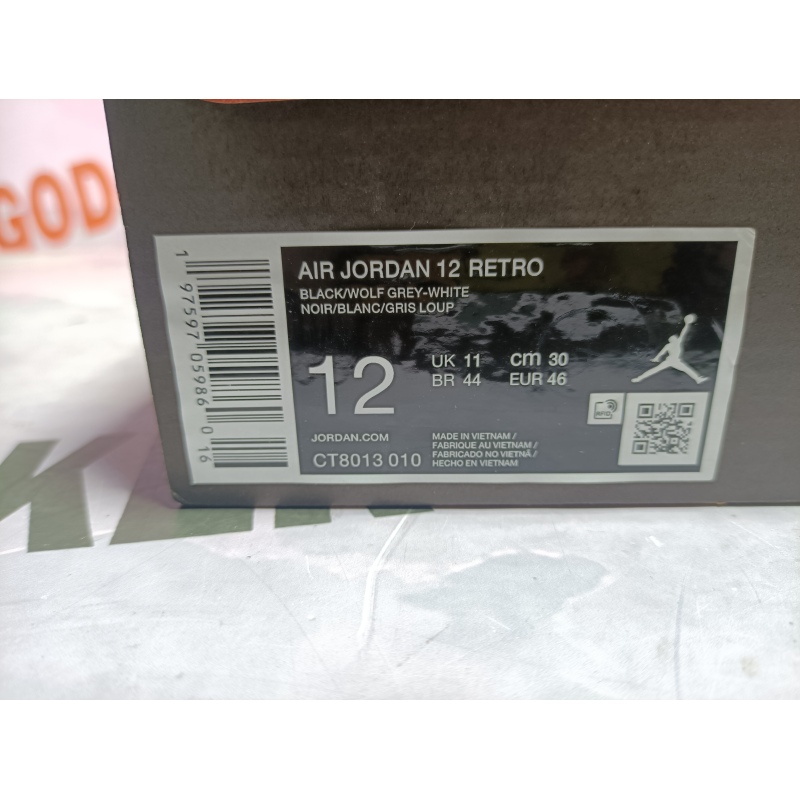 GOD
AIR JORDAN 12 RETRO
BLACK/WOLF GREY-WHITE
NOIR/BLANC/GRIS LOUP
12
UK 11 cm 30
BR 44 EUR 46
JORDAN.COM
CT8013 010
MADE IN VIETNAM /
FABRIQUE AU VIETNAM /
FABRICADO NO VIETNÃ /
HECHO EN VIETNAM
RFID
1 97597 05986 0 16